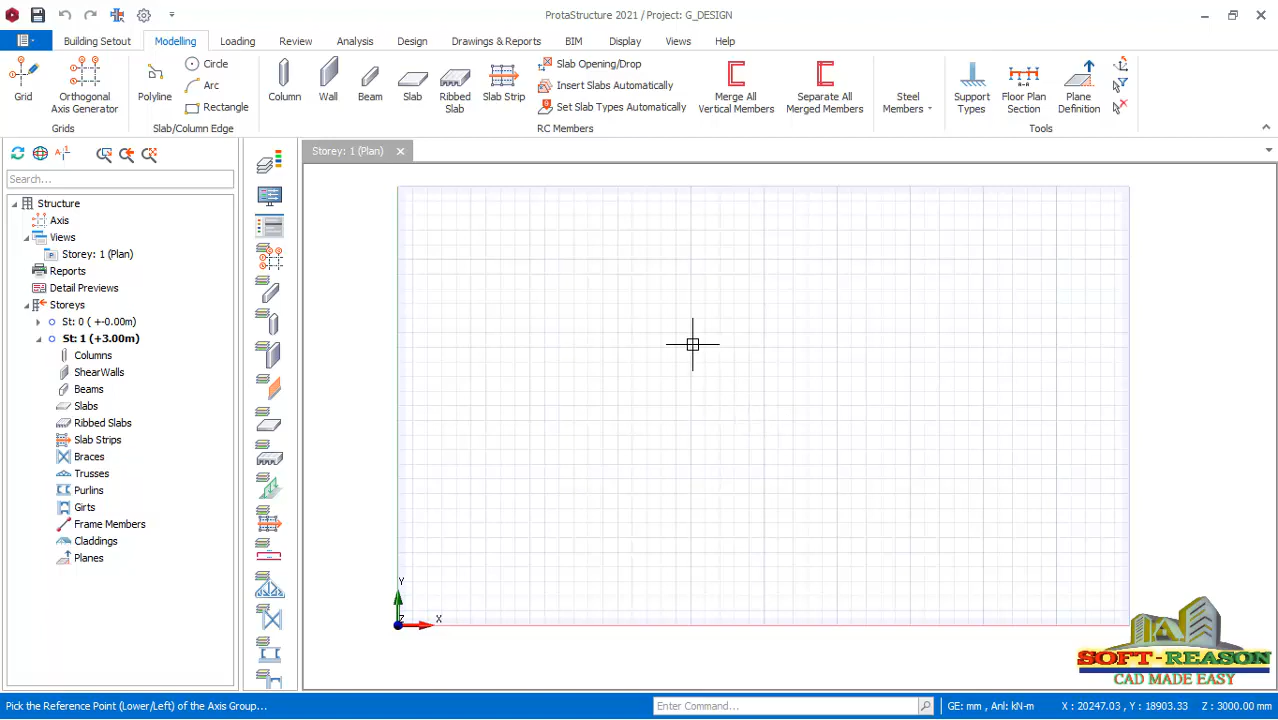 ProtaStructure 2021 / Project: G_DESIGN
Building Setout
Modelling
Loading
Review
Analysis
Design
Drawings & Reports
BIM
Display
Views
Help
Grids
Orthogonal
Axis Generator
Grids
Polyline
Circle
Arc
Rectangle
Slab/Column Edge
Column
Wall
Beam
Slab
Ribbed
Slab
Slab Strip
Slab Opening/Drop
Insert Slabs Automatically
Set Slab Types Automatically
Merge All
Vertical Members
Separate All
Merged Members
RC Members
Steel
Members
Support
Types
Floor Plan
Section
Plane
Definition
Tools
Search...
Structure
Axis
Views
Storey: 1 (Plan)
Reports
Detail Previews
Storeys
St: 0 ( +-0.00m)
St: 1 (+3.00m)
Columns
ShearWalls
Beams
Slabs
Ribbed Slabs
Slab Strips
Braces
Trusses
Purlins
Girts
Frame Members
Claddings
Planes
Storey: 1 (Plan)
Y
Z
X
SOFT-REASON
CAD MADE EASY
Pick the Reference Point (Lower/Left) of the Axis Group...
Enter Command...
GE: mm , Anl: kN-m
X : 20247.03 , Y : 18903.33
Z : 3000.00 mm